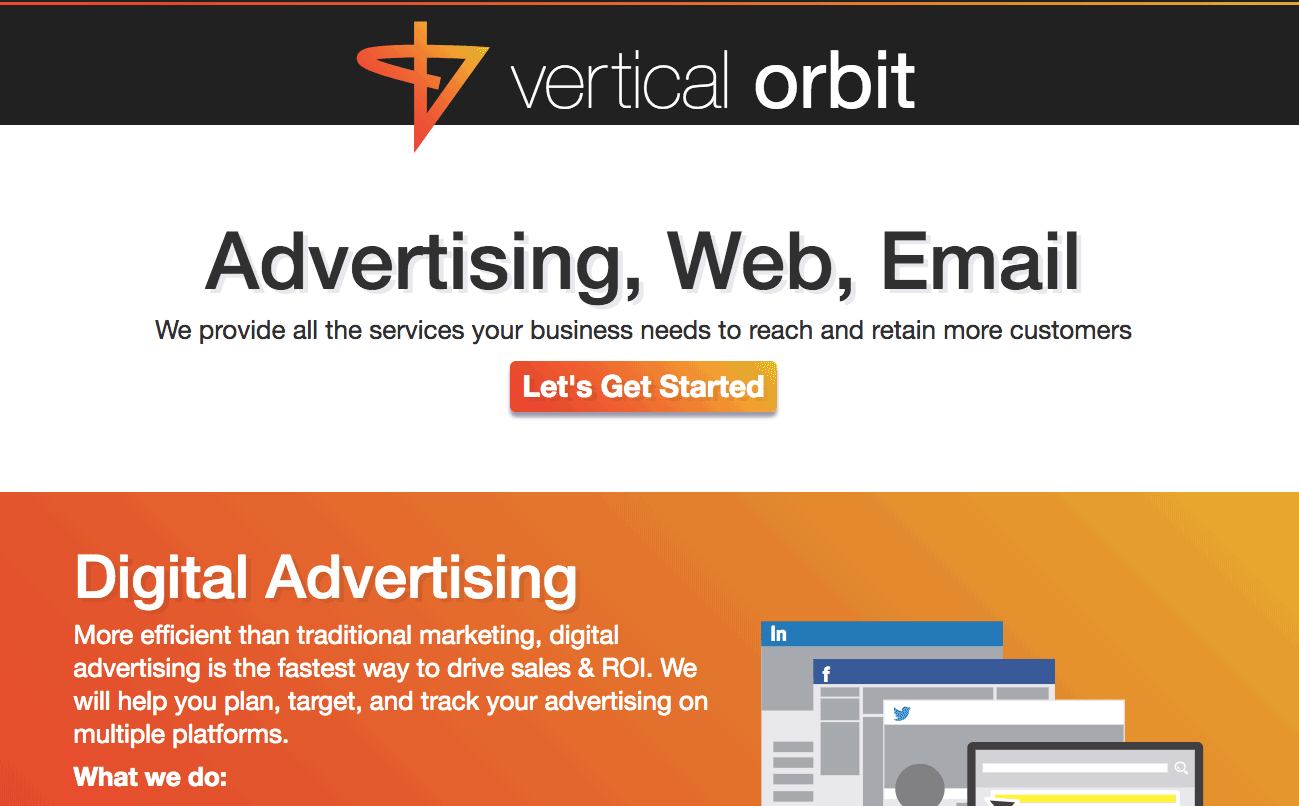 vertical orbit
Advertising, Web, Email
We provide all the services your business needs to reach and retain more customers
Let's Get Started
Digital Advertising
More efficient than traditional marketing, digital
advertising is the fastest way to drive sales & ROI. We
will help you plan, target, and track your advertising on
multiple platforms.
What we do:
in
f